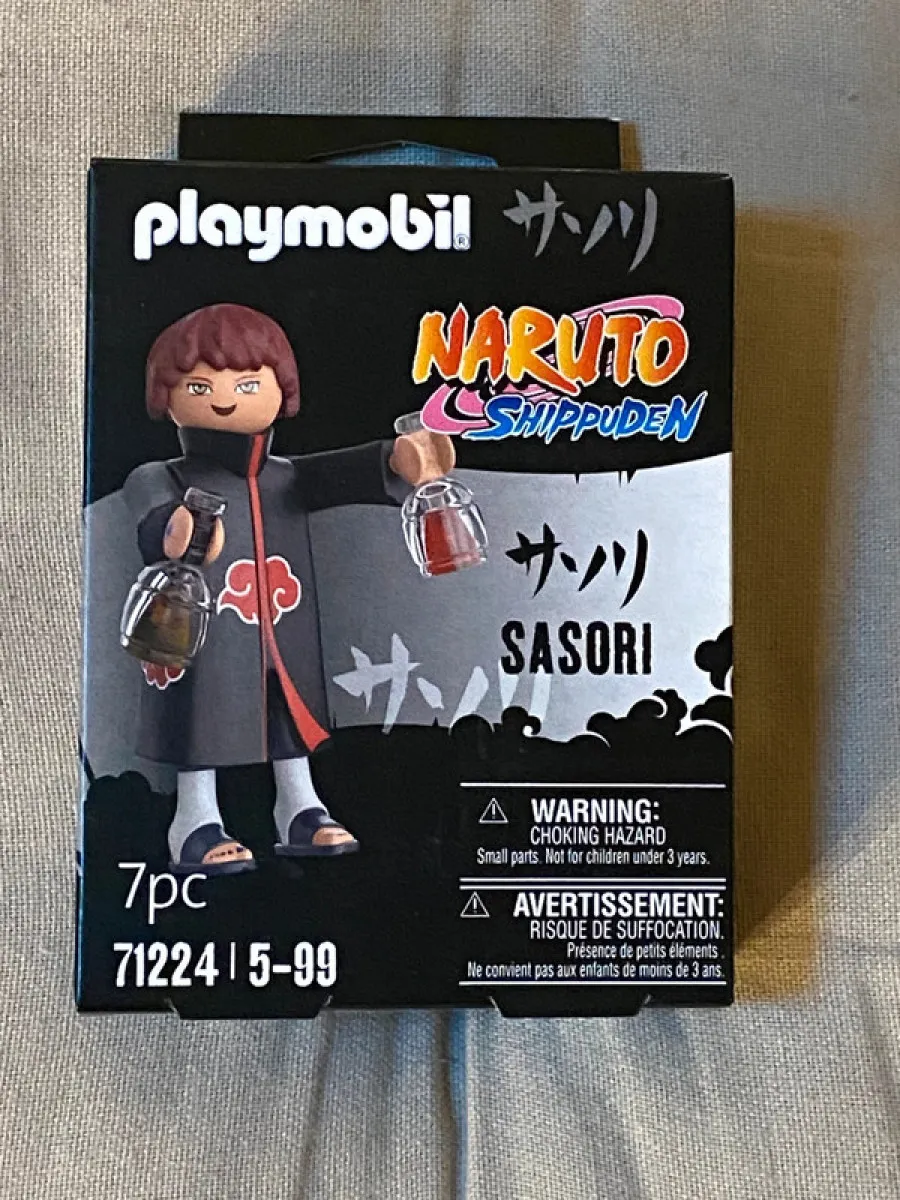 playmobil®
サソリ
NARUTO
SHIPPUDEN
サソリ
SASORI
サソリ
⚠ WARNING:
CHOKING HAZARD
Small parts. Not for children under 3 years.
⚠ AVERTISSEMENT:
RISQUE DE SUFFOCATION.
Présence de petits éléments.
Ne convient pas aux enfants de moins de 3 ans.
7pc
71224 | 5-99